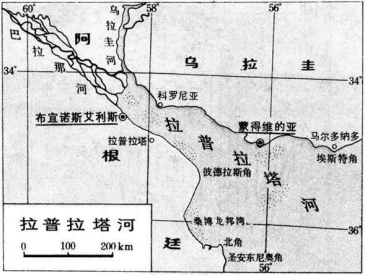 60°
58°
巴拉那河
阿根廷
乌拉圭河
乌拉圭
34°
34°
科罗尼亚
布宣诺斯艾利斯
蒙得维的亚
马尔多纳多
埃斯特角
拉普拉塔
拉普拉塔河
彼德拉斯角
桑博龙邦湾
北角
圣安东尼奥角
拉普拉塔河
0 100 200 km
58°
56°
36°